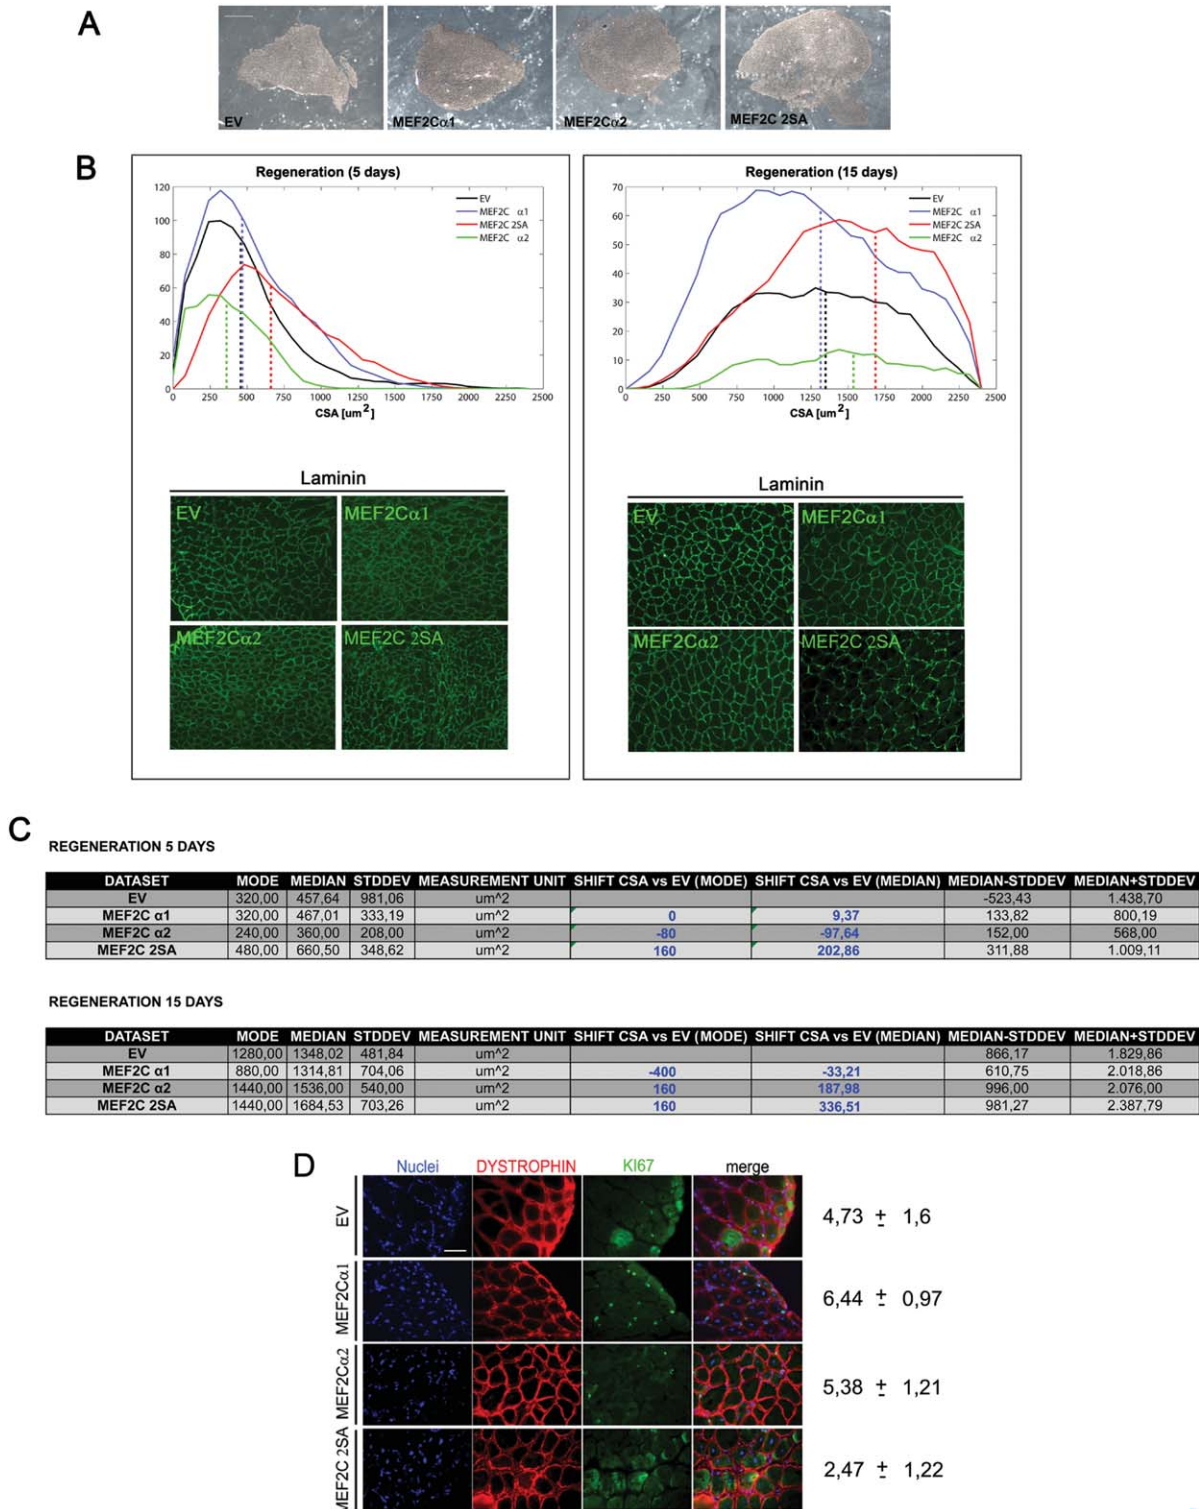 A
EV
MEF2Cα1
MEF2Cα2
MEF2C 2SA
B
Regeneration (5 days)
EV
MEF2C α1
MEF2C 2SA
MEF2C α2
120
100
80
60
40
20
0
0 250 500 750 1000 1250 1500 1750 2000 2250 2500
CSA [um²]
Laminin
EV
MEF2Cα1
MEF2Cα2
MEF2C 2SA
Regeneration (15 days)
EV
MEF2C α1
MEF2C 2SA
MEF2C α2
70
60
50
40
30
20
10
0
0 250 500 750 1000 1250 1500 1750 2000 2250 2500
CSA [um²]
Laminin
EV
MEF2Cα1
MEF2Cα2
MEF2C 2SA
C
REGENERATION 5 DAYS
DATASET MODE MEDIAN STDDEV MEASUREMENT UNIT SHIFT CSA vs EV (MODE) SHIFT CSA vs EV (MEDIAN) MEDIAN-STDDEV MEDIAN+STDDEV
EV 320,00 457,64 981,06 um^2 -523,43 1.438,70
MEF2C α1 320,00 467,01 333,19 um^2 0 9,37 133,82 800,19
MEF2C α2 240,00 360,00 208,00 um^2 -80 -97,64 152,00 568,00
MEF2C 2SA 480,00 660,50 348,62 um^2 160 202,86 311,88 1.009,11
REGENERATION 15 DAYS
DATASET MODE MEDIAN STDDEV MEASUREMENT UNIT SHIFT CSA vs EV (MODE) SHIFT CSA vs EV (MEDIAN) MEDIAN-STDDEV MEDIAN+STDDEV
EV 1280,00 1348,02 481,84 um^2 866,17 1.829,86
MEF2C α1 880,00 1314,81 704,06 um^2 -400 -33,21 610,75 2.018,86
MEF2C α2 1440,00 1536,00 540,00 um^2 160 187,98 996,00 2.076,00
MEF2C 2SA 1440,00 1684,53 703,26 um^2 160 336,51 981,27 2.387,79
D
Nuclei DYSTROPHIN KI67 merge
EV 4,73 ± 1,6
MEF2Cα1 6,44 ± 0,97
MEF2Cα2 5,38 ± 1,21
MEF2C 2SA 2,47 ± 1,22